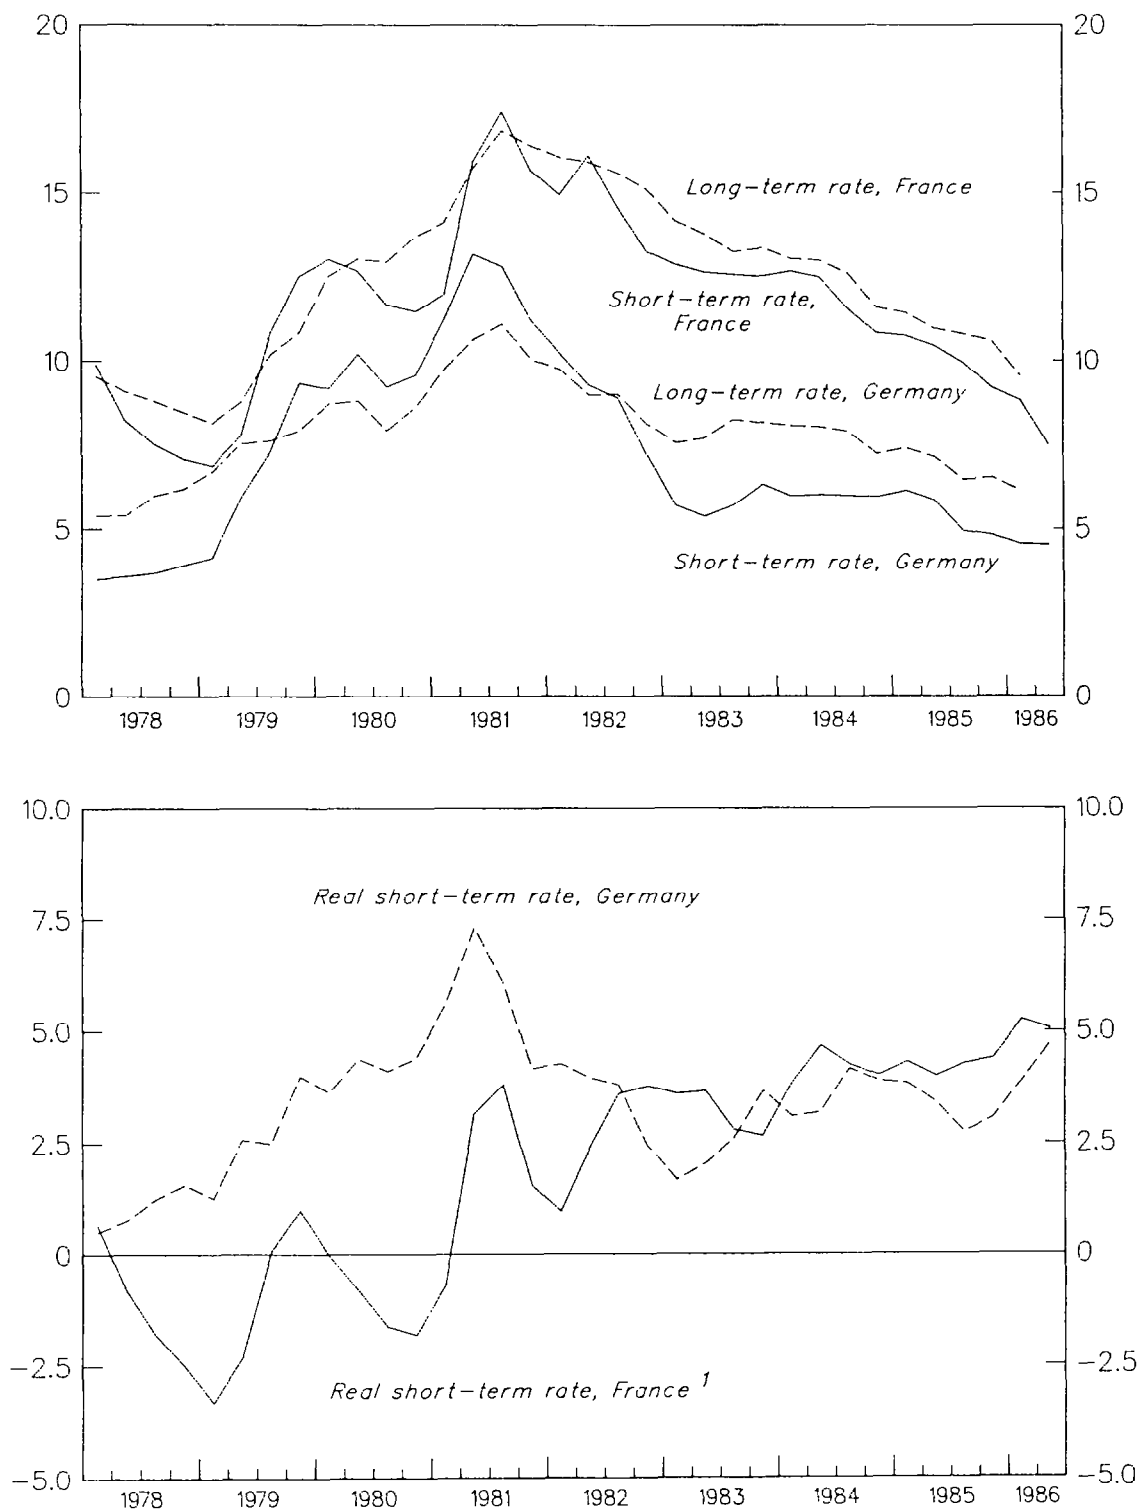 20 20
15 15
Long-term rate, France
Short-term rate,
France
10 10
Long-term rate, Germany
5 5
Short-term rate, Germany
0 0
1978 1979 1980 1981 1982 1983 1984 1985 1986
10.0 10.0
Real short-term rate, Germany
7.5 7.5
5.0 5.0
2.5 2.5
0 0
-2.5 -2.5
Real short-term rate, France 1
-5.0 -5.0
1978 1979 1980 1981 1982 1983 1984 1985 1986